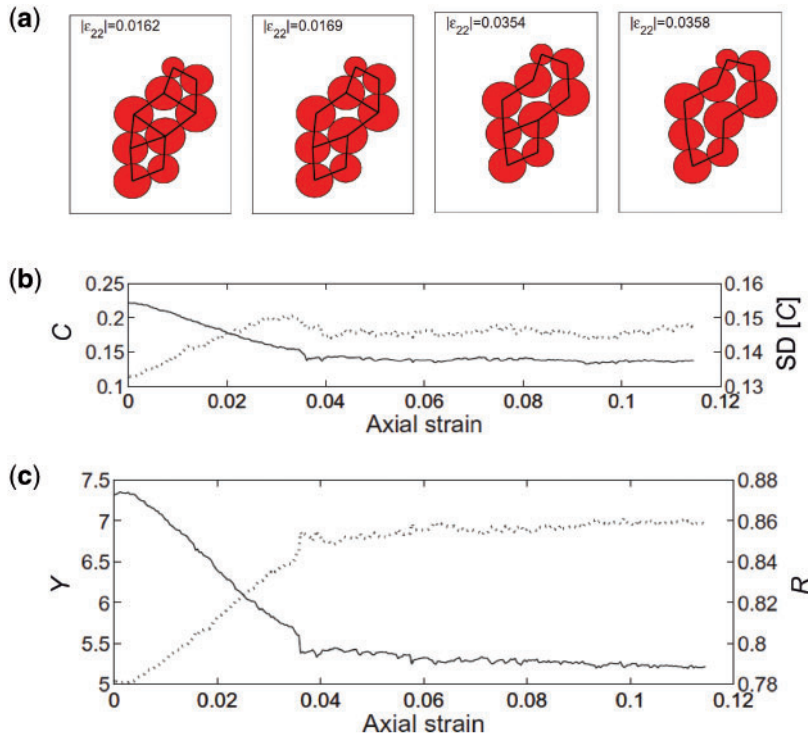 (a)
|ε22|=0.0162
|ε22|=0.0169
|ε22|=0.0354
|ε22|=0.0358
(b)
C
0.25
0.2
0.15
0.1
0.16
0.15
0.14
0.13
SD [C]
0 0.02 0.04 0.06 0.08 0.1 0.12
Axial strain
(c)
Y
7.5
7
6.5
6
5.5
5
0.88
0.86
0.84
0.82
0.8
0.78
R
0 0.02 0.04 0.06 0.08 0.1 0.12
Axial strain